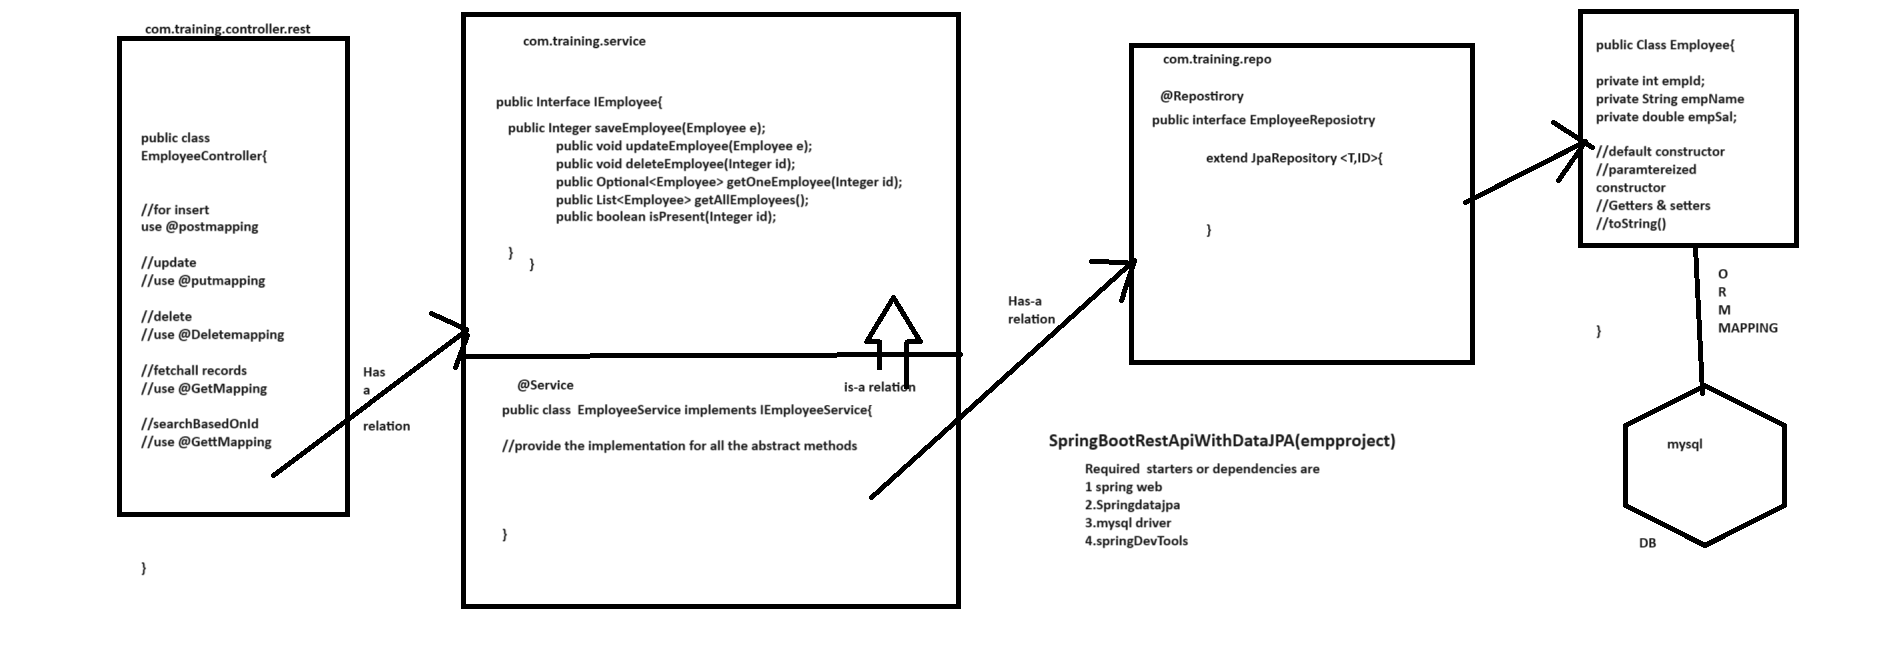 com.training.controller.rest
public class
EmployeeController{
//for insert
use @postmapping
//update
//use @putmapping
//delete
//use @Deletemapping
//fetchall records
//use @GetMapping
//searchBasedOnId
//use @GettMapping
}
Has
a
relation
com.training.service
public Interface IEmployee{
public Integer saveEmployee(Employee e);
public void updateEmployee(Employee e);
public void deleteEmployee(Integer id);
public Optional<Employee> getOneEmployee(Integer id);
public List<Employee> getAllEmployees();
public boolean isPresent(Integer id);
}
}
@Service
is-a relation
public class  EmployeeService implements IEmployeeService{
//provide the implementation for all the abstract methods
}
Has-a
relation
com.training.repo
@Repostirory
public interface EmployeeReposiotry
extend JpaRepository <T,ID>{
}
SpringBootRestApiWithDataJPA(empproject)
Required  starters or dependencies are
1 spring web
2.Springdatajpa
3.mysql driver
4.springDevTools
public Class Employee{
private int empId;
private String empName
private double empSal;
//default constructor
//paramtereized
constructor
//Getters & setters
//toString()
}
O
R
M
MAPPING
mysql
DB